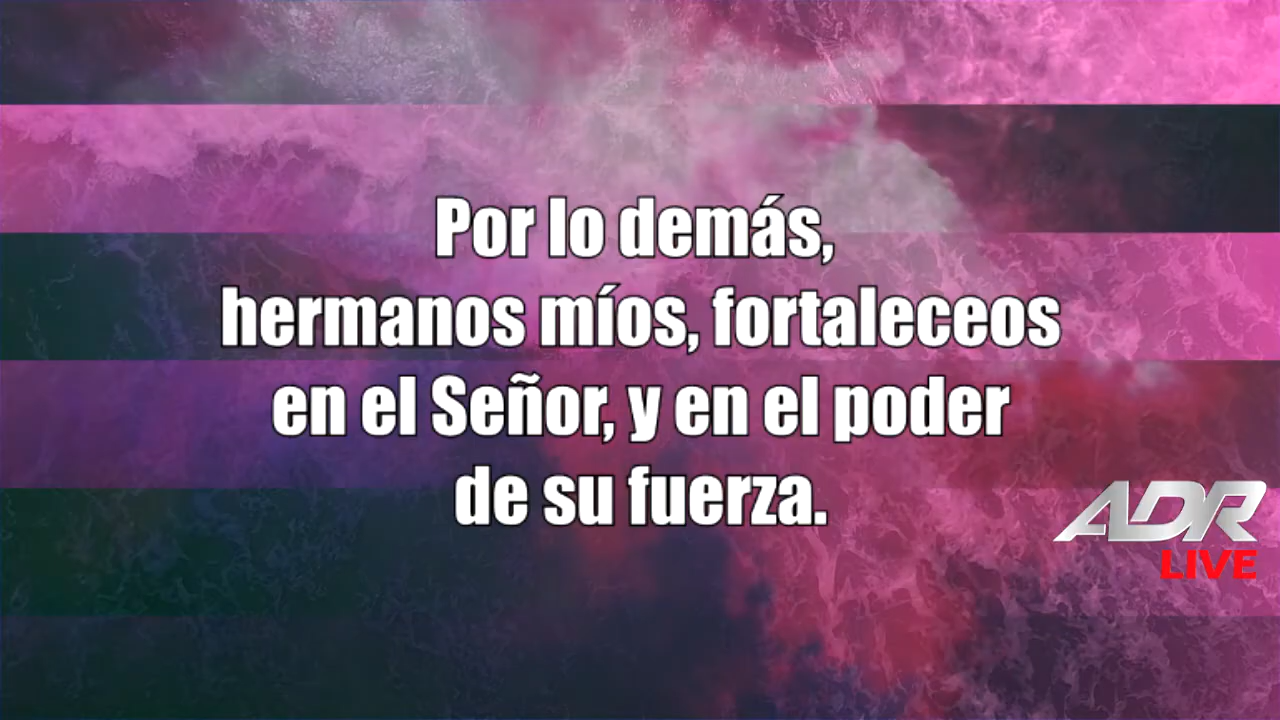 Por lo demás,
hermanos míos, fortaleceos
en el Señor, y en el poder
de su fuerza.
ADR
LIVE